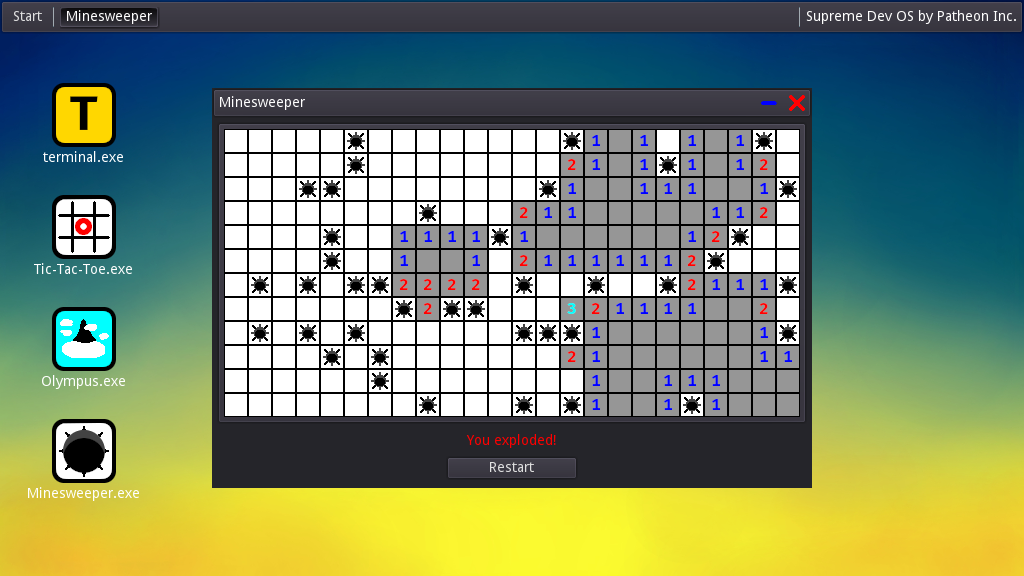 Start Minesweeper Supreme Dev OS by Patheon Inc.
Minesweeper
T
terminal.exe
Tic-Tac-Toe.exe
Olympus.exe
Minesweeper.exe
1 1 1 1
2 1 1 1 1 2
1 1 1 1 1
2 1 1 1 1 2
1 1 1 1 1 1 2
1 1 2 1 1 1 1 1 1 2
2 2 2 2 2 1 1 1
2 3 2 1 1 1 1 2
1 1
2 1 1 1
1 1 1 1
1 1 1
You exploded!
Restart